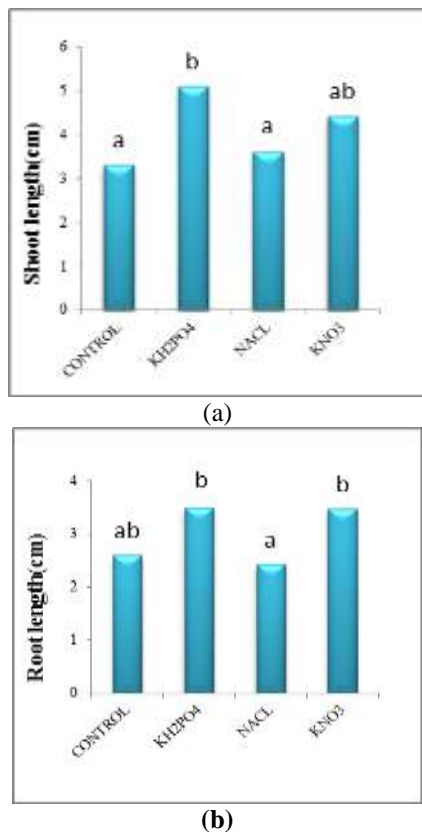 6
5
4
3
2
1
0
Shoot length(cm)
a
b
a
ab
CONTROL
KH2PO4
NACL
KNO3
(a)
4
3
2
1
0
Root length(cm)
ab
b
a
b
CONTROL
KH2PO4
NACL
KNO3
(b)